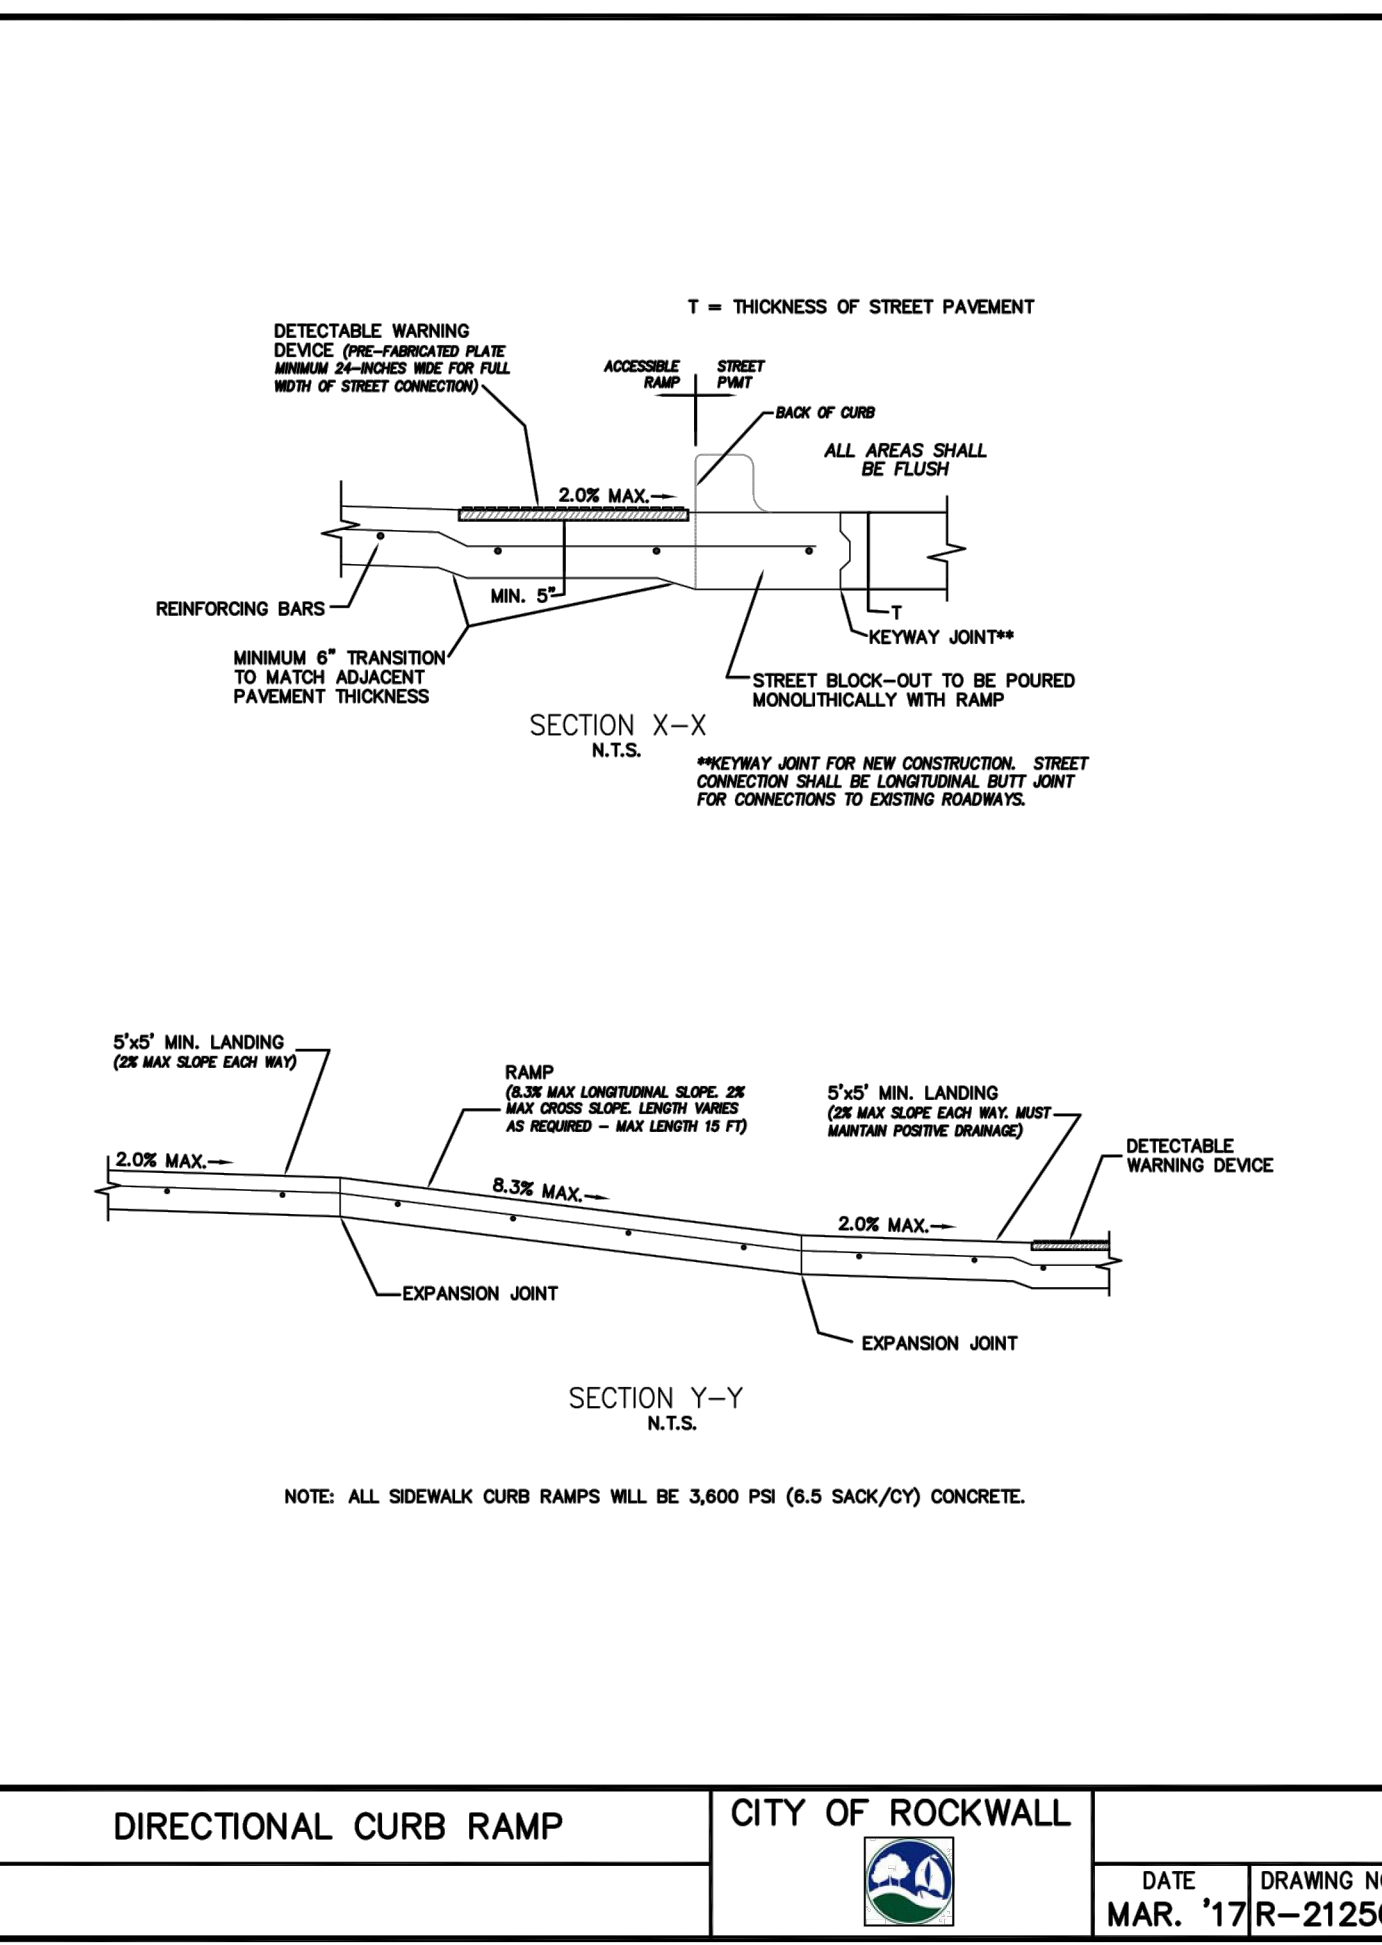 T = THICKNESS OF STREET PAVEMENT
DETECTABLE WARNING
DEVICE (PRE-FABRICATED PLATE
MINIMUM 24-INCHES WIDE FOR FULL
WIDTH OF STREET CONNECTION)
ACCESSIBLE
RAMP
STREET
PVMT
BACK OF CURB
ALL AREAS SHALL
BE FLUSH
2.0% MAX.
REINFORCING BARS
MIN. 5"
T
KEYWAY JOINT**
MINIMUM 6" TRANSITION
TO MATCH ADJACENT
PAVEMENT THICKNESS
STREET BLOCK-OUT TO BE POURED
MONOLITHICALLY WITH RAMP
SECTION X-X
N.T.S.
**KEYWAY JOINT FOR NEW CONSTRUCTION. STREET
CONNECTION SHALL BE LONGITUDINAL BUTT JOINT
FOR CONNECTIONS TO EXISTING ROADWAYS.
5'x5' MIN. LANDING
(2% MAX SLOPE EACH WAY)
RAMP
(8.3% MAX LONGITUDINAL SLOPE. 2%
MAX CROSS SLOPE. LENGTH VARIES
AS REQUIRED - MAX LENGTH 15 FT)
5'x5' MIN. LANDING
(2% MAX SLOPE EACH WAY. MUST
MAINTAIN POSITIVE DRAINAGE)
DETECTABLE
WARNING DEVICE
2.0% MAX.
8.3% MAX.
2.0% MAX.
EXPANSION JOINT
EXPANSION JOINT
SECTION Y-Y
N.T.S.
NOTE: ALL SIDEWALK CURB RAMPS WILL BE 3,600 PSI (6.5 SACK/CY) CONCRETE.
DIRECTIONAL CURB RAMP
CITY OF ROCKWALL
DATE
MAR. '17
DRAWING